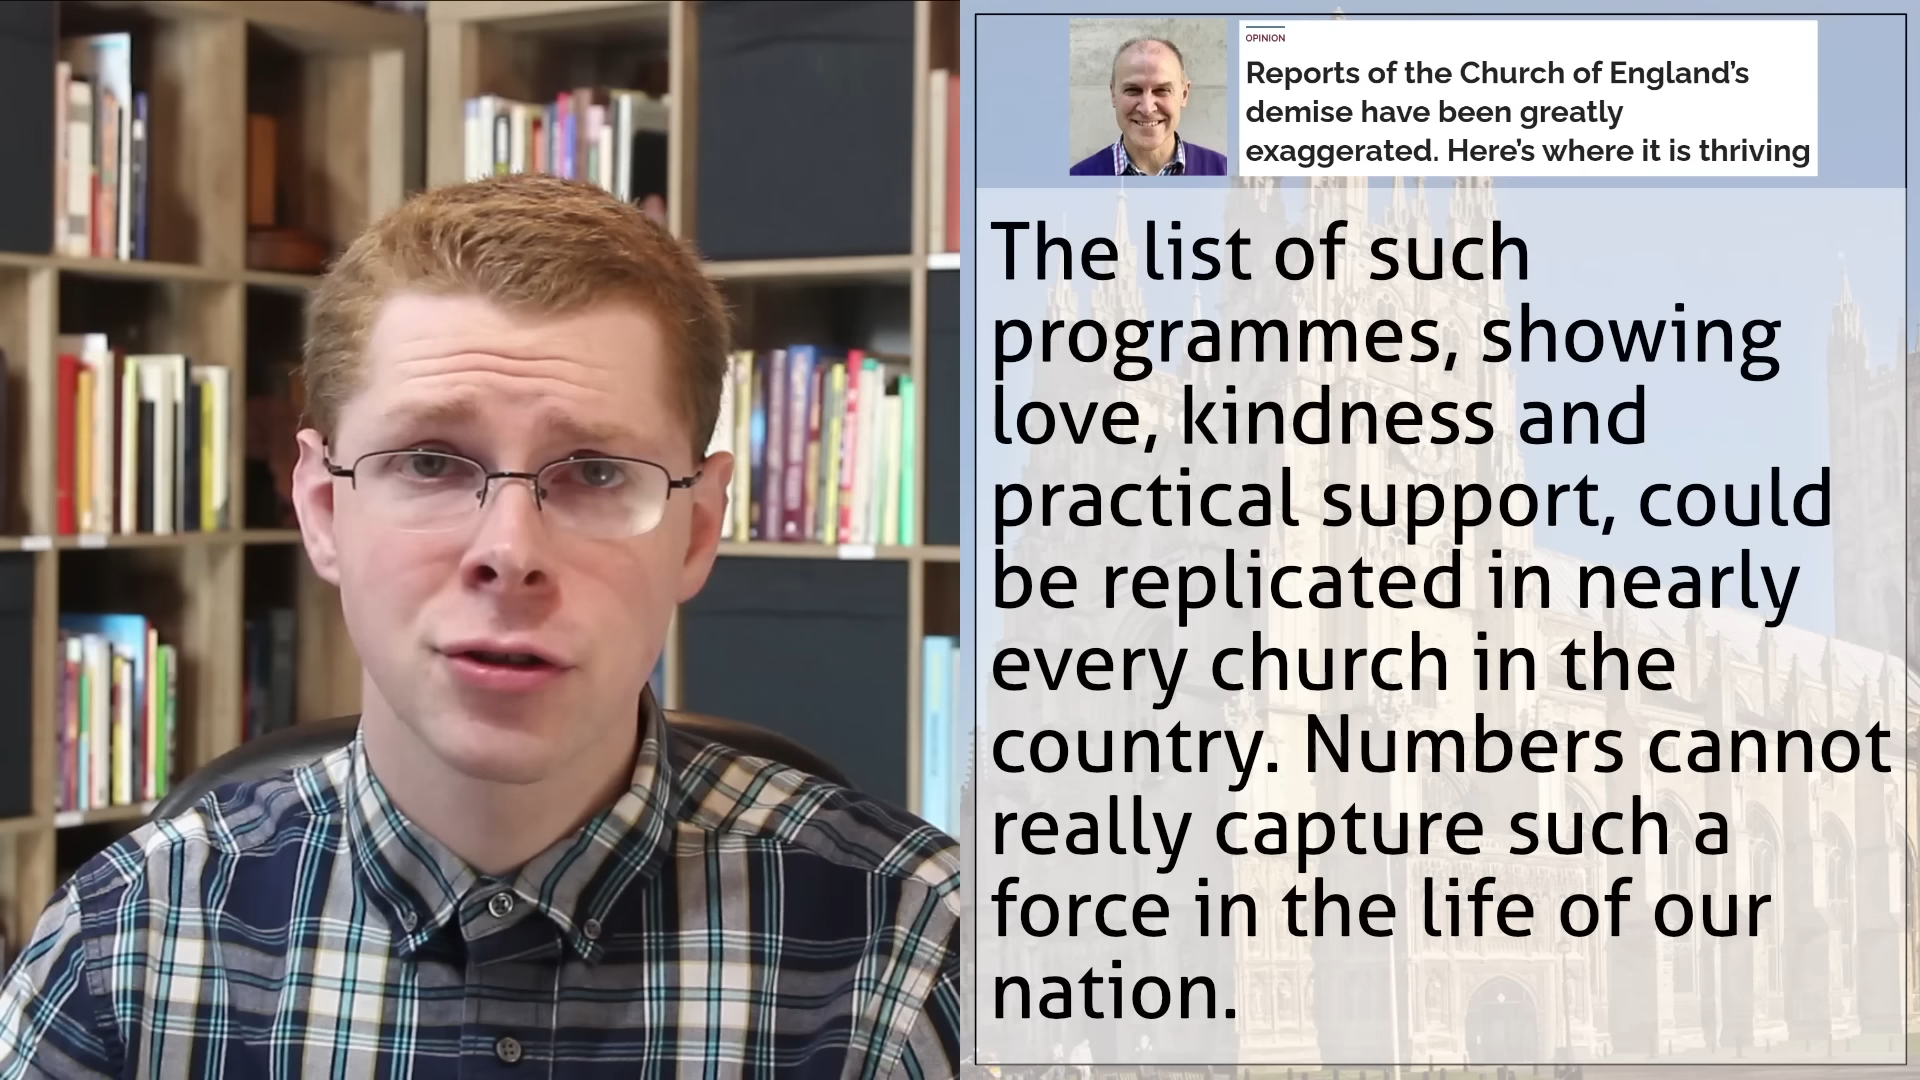 OPINION
Reports of the Church of England’s
demise have been greatly
exaggerated. Here’s where it is thriving
The list of such
programmes, showing
love, kindness and
practical support, could
be replicated in nearly
every church in the
country. Numbers cannot
really capture such a
force in the life of our
nation.